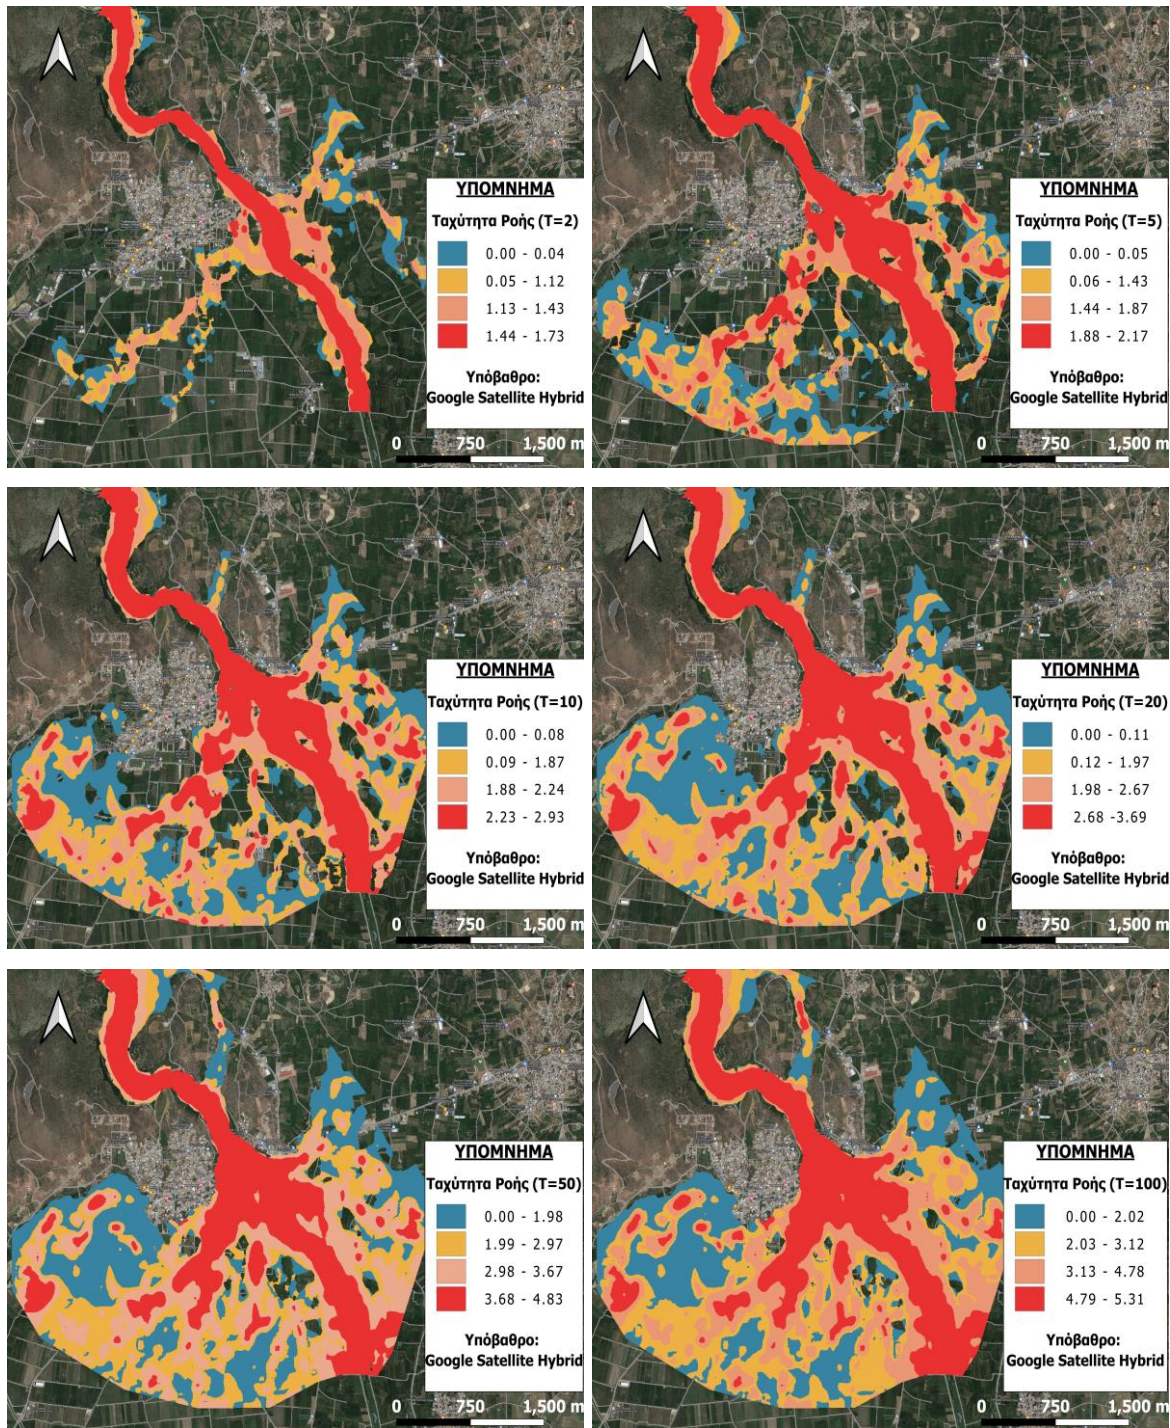 ΥΠΟΜΝΗΜΑ
Ταχύτητα Ροής (T=2)
0.00 - 0.04
0.05 - 1.12
1.13 - 1.43
1.44 - 1.73
Υπόβαθρο:
Google Satellite Hybrid
0 750 1,500 m
ΥΠΟΜΝΗΜΑ
Ταχύτητα Ροής (T=5)
0.00 - 0.05
0.06 - 1.43
1.44 - 1.87
1.88 - 2.17
Υπόβαθρο:
Google Satellite Hybrid
0 750 1,500 m
ΥΠΟΜΝΗΜΑ
Ταχύτητα Ροής (T=10)
0.00 - 0.08
0.09 - 1.87
1.88 - 2.24
2.23 - 2.93
Υπόβαθρο:
Google Satellite Hybrid
0 750 1,500 m
ΥΠΟΜΝΗΜΑ
Ταχύτητα Ροής (T=20)
0.00 - 0.11
0.12 - 1.97
1.98 - 2.67
2.68 -3.69
Υπόβαθρο:
Google Satellite Hybrid
0 750 1,500 m
ΥΠΟΜΝΗΜΑ
Ταχύτητα Ροής (T=50)
0.00 - 1.98
1.99 - 2.97
2.98 - 3.67
3.68 - 4.83
Υπόβαθρο:
Google Satellite Hybrid
0 750 1,500 m
ΥΠΟΜΝΗΜΑ
Ταχύτητα Ροής (T=100)
0.00 - 2.02
2.03 - 3.12
3.13 - 4.78
4.79 - 5.31
Υπόβαθρο:
Google Satellite Hybrid
0 750 1,500 m